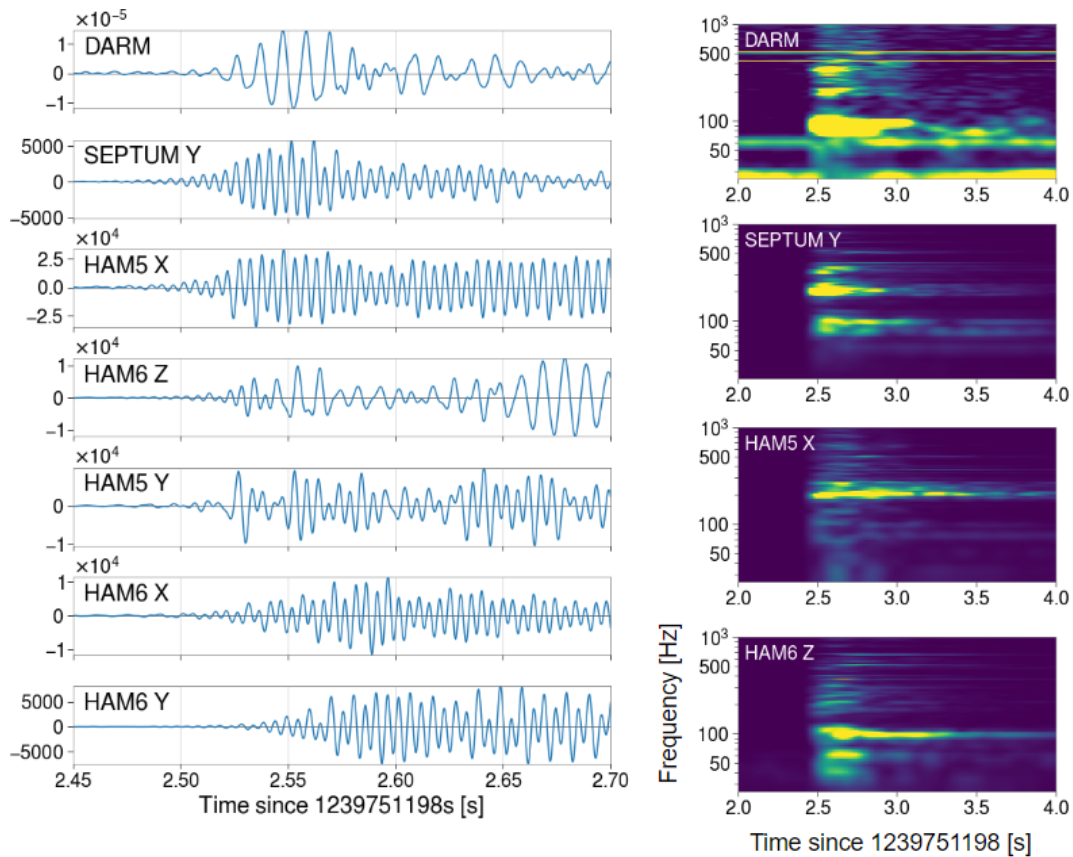 ×10⁻⁵
DARM
1
0
−1
SEPTUM Y
5000
0
−5000
×10⁴
HAM5 X
2.5
0.0
−2.5
×10⁴
HAM6 Z
1
0
−1
×10⁴
HAM5 Y
1
0
−1
×10⁴
HAM6 X
1
0
−1
HAM6 Y
5000
0
−5000
2.45 2.50 2.55 2.60 2.65 2.70
Time since 1239751198s [s]
DARM
10³
500
100
50
2.0 2.5 3.0 3.5 4.0
SEPTUM Y
10³
500
100
50
2.0 2.5 3.0 3.5 4.0
HAM5 X
10³
500
100
50
2.0 2.5 3.0 3.5 4.0
HAM6 Z
10³
500
100
50
2.0 2.5 3.0 3.5 4.0
Frequency [Hz]
Time since 1239751198 [s]